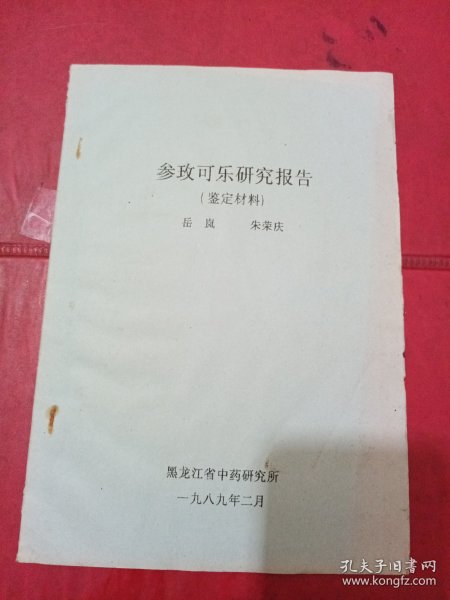 参玫可乐研究报告
(鉴定材料)
岳岚 朱荣庆
黑龙江省中药研究所
一九八九年二月
孔夫子旧书网
www.kongfz.com